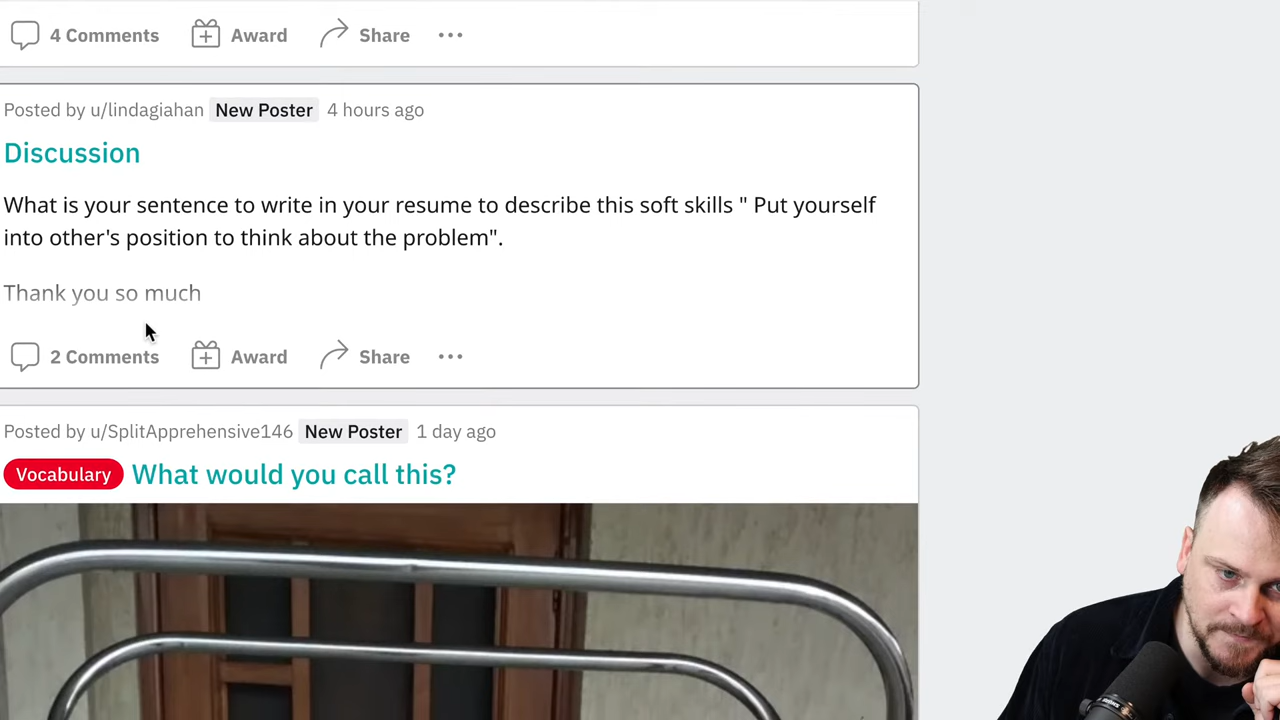 4 Comments Award Share
Posted by u/lindagiahan New Poster 4 hours ago
Discussion
What is your sentence to write in your resume to describe this soft skills " Put yourself
into other's position to think about the problem".
Thank you so much
2 Comments Award Share
Posted by u/SplitApprehensive146 New Poster 1 day ago
Vocabulary What would you call this?